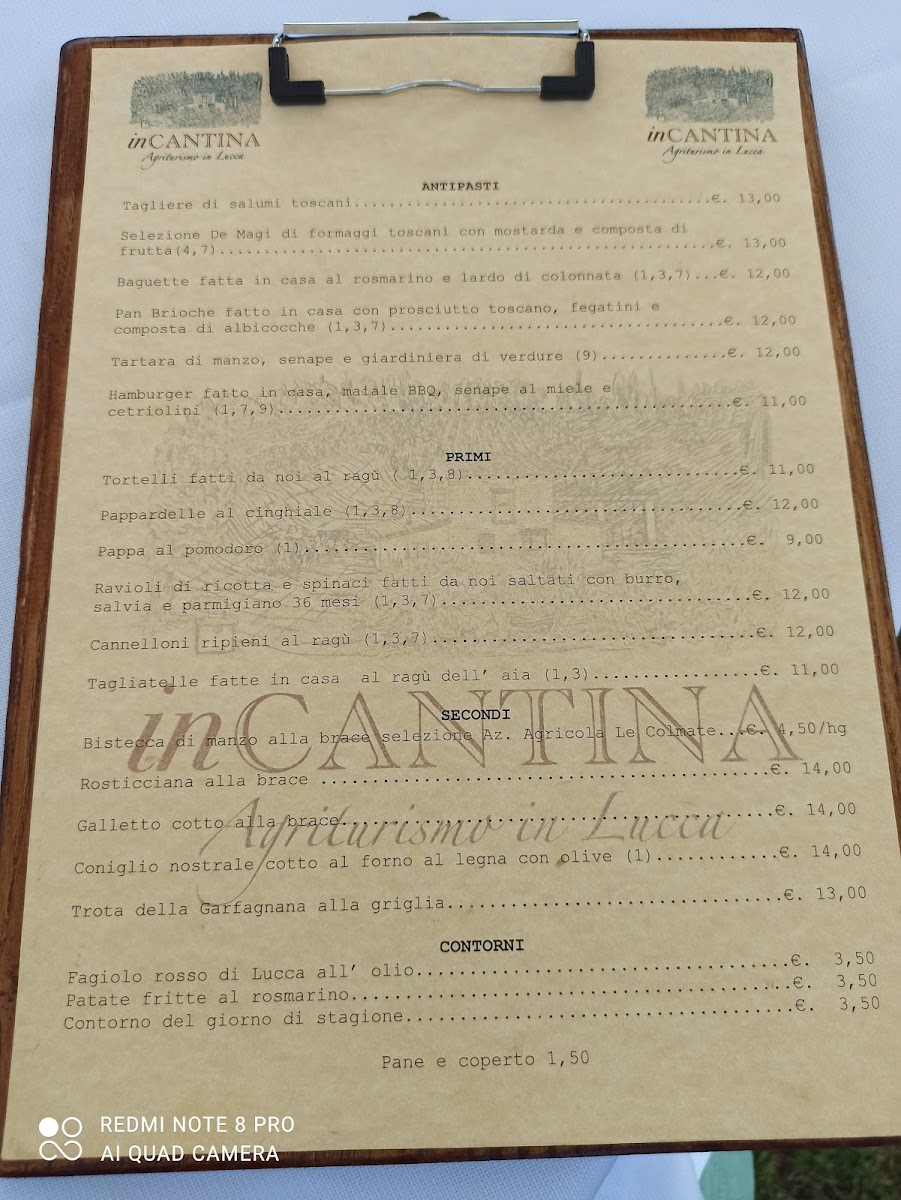 inCANTINA
Agriturismo in Lucca
inCANTINA
Agriturismo in Lucca
ANTIPASTI
Tagliere di salumi toscani..........................................€. 13,00
Selezione De Magi di formaggi toscani con mostarda e composta di
frutta(4,7)..........................................................€. 13,00
Baguette fatta in casa al rosmarino e lardo di colonnata (1,3,7)...€. 12,00
Pan Brioche fatto in casa con prosciutto toscano, fegatini e
composta di albicocche (1,3,7)......................................€. 12,00
Tartara di manzo, senape e giardiniera di verdure (9)..............€. 12,00
Hamburger fatto in casa, maiale BBQ, senape al miele e
cetriolini (1,7,9)...................................................€. 11,00
PRIMI
Tortelli fatti da noi al ragù ( 1,3,8)..............................€. 11,00
Pappardelle al cinghiale (1,3,8)....................................€. 12,00
Pappa al pomodoro (1)...............................................€. 9,00
Ravioli di ricotta e spinaci fatti da noi saltati con burro,
salvia e parmigiano 36 mesi (1,3,7).................................€. 12,00
Cannelloni ripieni al ragù (1,3,7)..................................€. 12,00
Tagliatelle fatte in casa al ragù dell' aia (1,3).................€. 11,00
inCANTINA
SECONDI
Bistecca di manzo alla brace selezione Az. Agricola Le Colmate...€. 4,50/hg
Rosticciana alla brace .............................................€. 14,00
Agriturismo in Lucca
Galletto cotto alla brace...........................................€. 14,00
Coniglio nostrale cotto al forno al legna con olive (1)............€. 14,00
Trota della Garfagnana alla griglia.................................€. 13,00
CONTORNI
Fagiolo rosso di Lucca all' olio....................................€. 3,50
Patate fritte al rosmarino..........................................€. 3,50
Contorno del giorno di stagione.....................................€. 3,50
Pane e coperto 1,50
REDMI NOTE 8 PRO
AI QUAD CAMERA